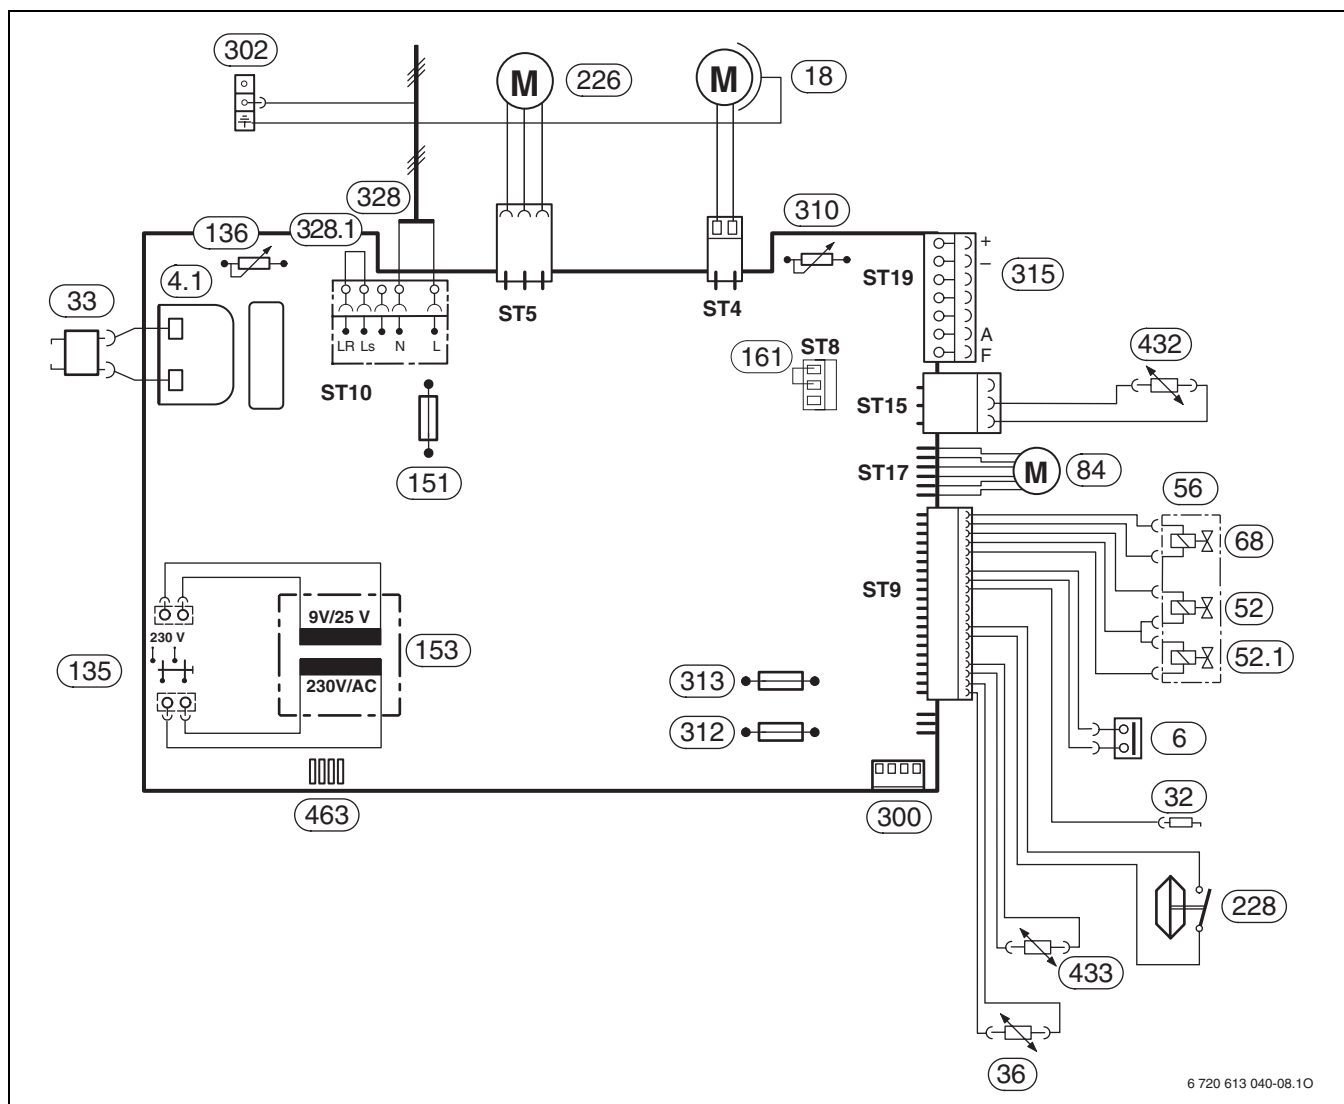 302
M
226
M
18
328
136
328.1
310
4.1
ST19
+
–
315
33
ST5
ST4
A
F
LR Ls N L
161
ST8
432
ST10
ST15
151
ST17
M
84
56
68
ST9
52
9V/25 V
230 V
52.1
135
153
230V/AC
313
312
6
463
300
32
228
433
36
6 720 613 040-08.1O